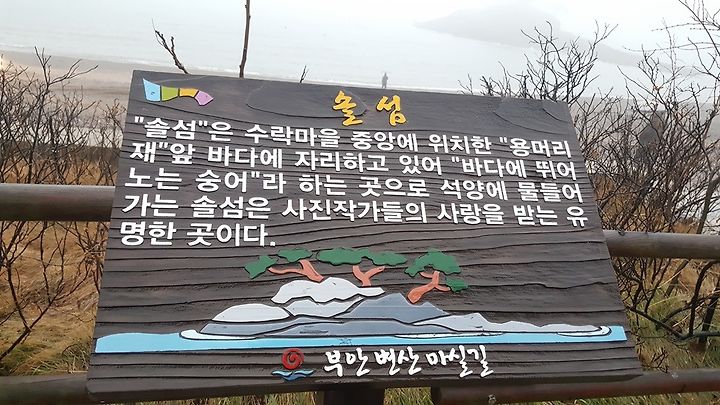 솔섬
"솔섬"은 수락마을 중앙에 위치한 "용머리
재"앞 바다에 자리하고 있어 "바다에 뛰어
노는 숭어"라 하는 곳으로 석양에 물들어
가는 솔섬은 사진작가들의 사랑을 받는 유
명한 곳이다.
부안 변산 마실길